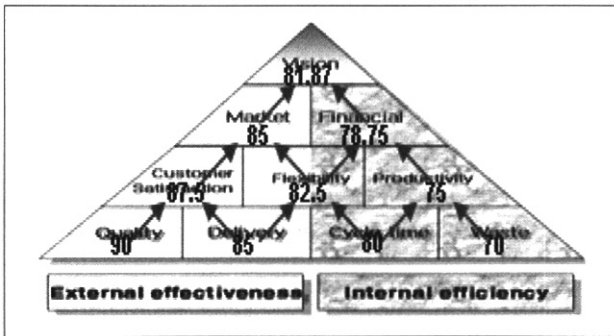 Vision
81.87
Market Financial
85 78.75
Customer
Satisfaction Flexibility Productivity
87.5 82.5 75
Quality Delivery Cycle time Waste
90 85 80 70
External effectiveness Internal efficiency